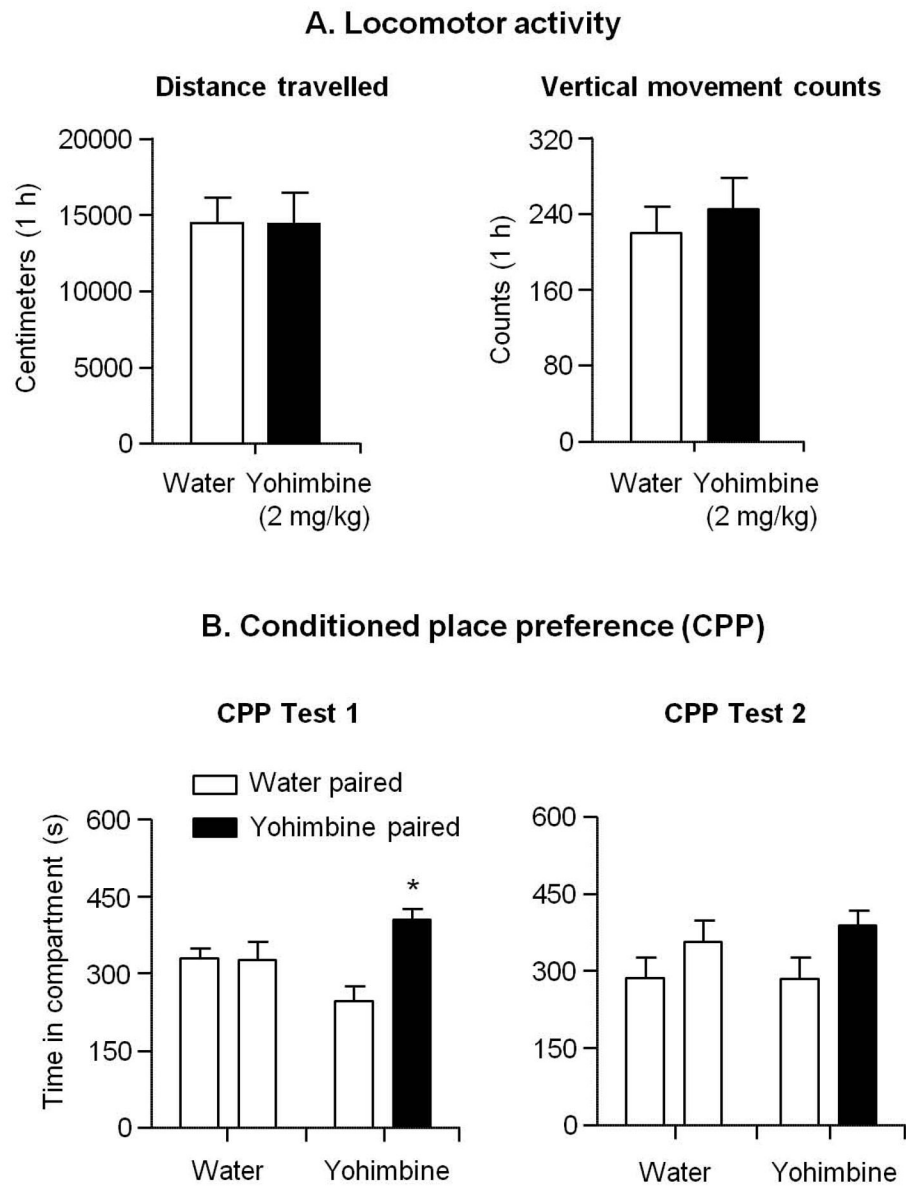 A. Locomotor activity
Distance travelled
Centimeters (1 h)
20000
15000
10000
5000
0
Water Yohimbine
(2 mg/kg)
Vertical movement counts
Counts (1 h)
320
240
160
80
0
Water Yohimbine
(2 mg/kg)
B. Conditioned place preference (CPP)
CPP Test 1
Water paired
Yohimbine paired
Time in compartment (s)
600
450
300
150
0
*
Water Yohimbine
CPP Test 2
600
450
300
150
0
Water Yohimbine